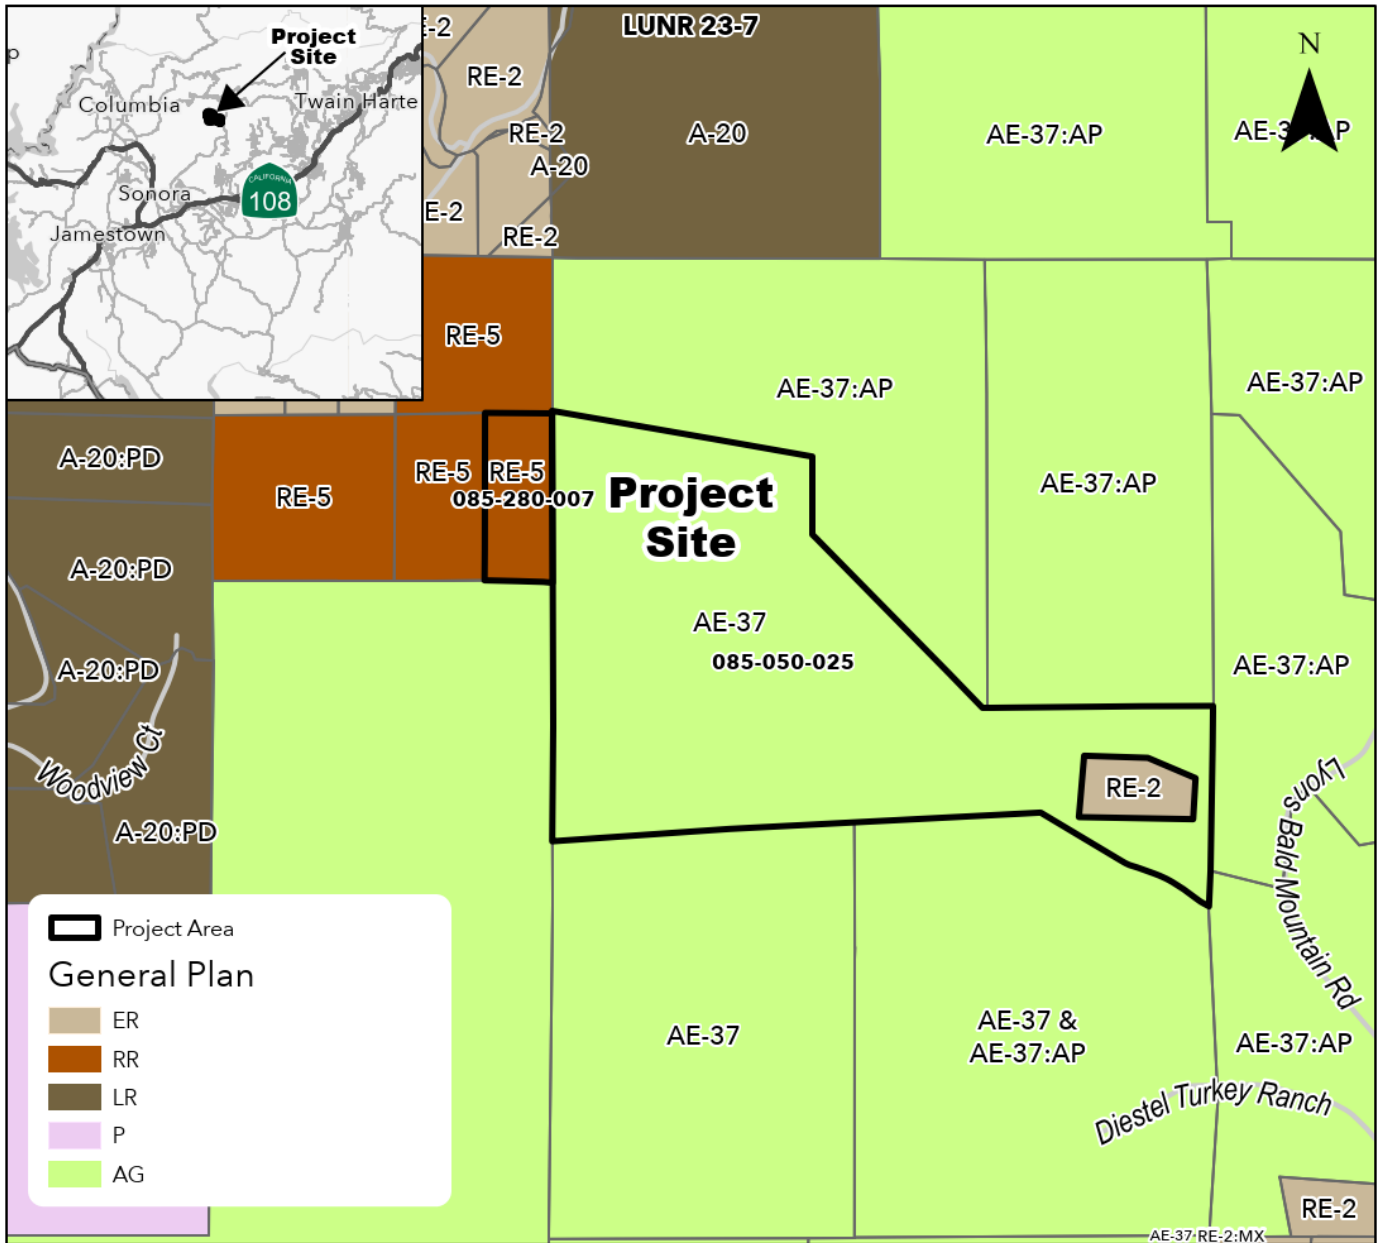 LUNR 23-7
N
Project
Site
Columbia
Twain Harte
Sonora
CALIFORNIA
108
Jamestown
p
E-2
RE-2
RE-2
A-20
E-2
RE-2
A-20
AE-37:AP
AE-3 P
RE-5
AE-37:AP
AE-37:AP
A-20:PD
RE-5
RE-5
RE-5
085-280-007
Project
Site
AE-37:AP
A-20:PD
AE-37
085-050-025
A-20:PD
AE-37:AP
Woodview Ct
RE-2
Lyons-Bald Mountain Rd
A-20:PD
Project Area
General Plan
ER
RR
LR
P
AG
AE-37
AE-37 &
AE-37:AP
AE-37:AP
Diestel Turkey Ranch
RE-2
AE-37 RE-2:MX